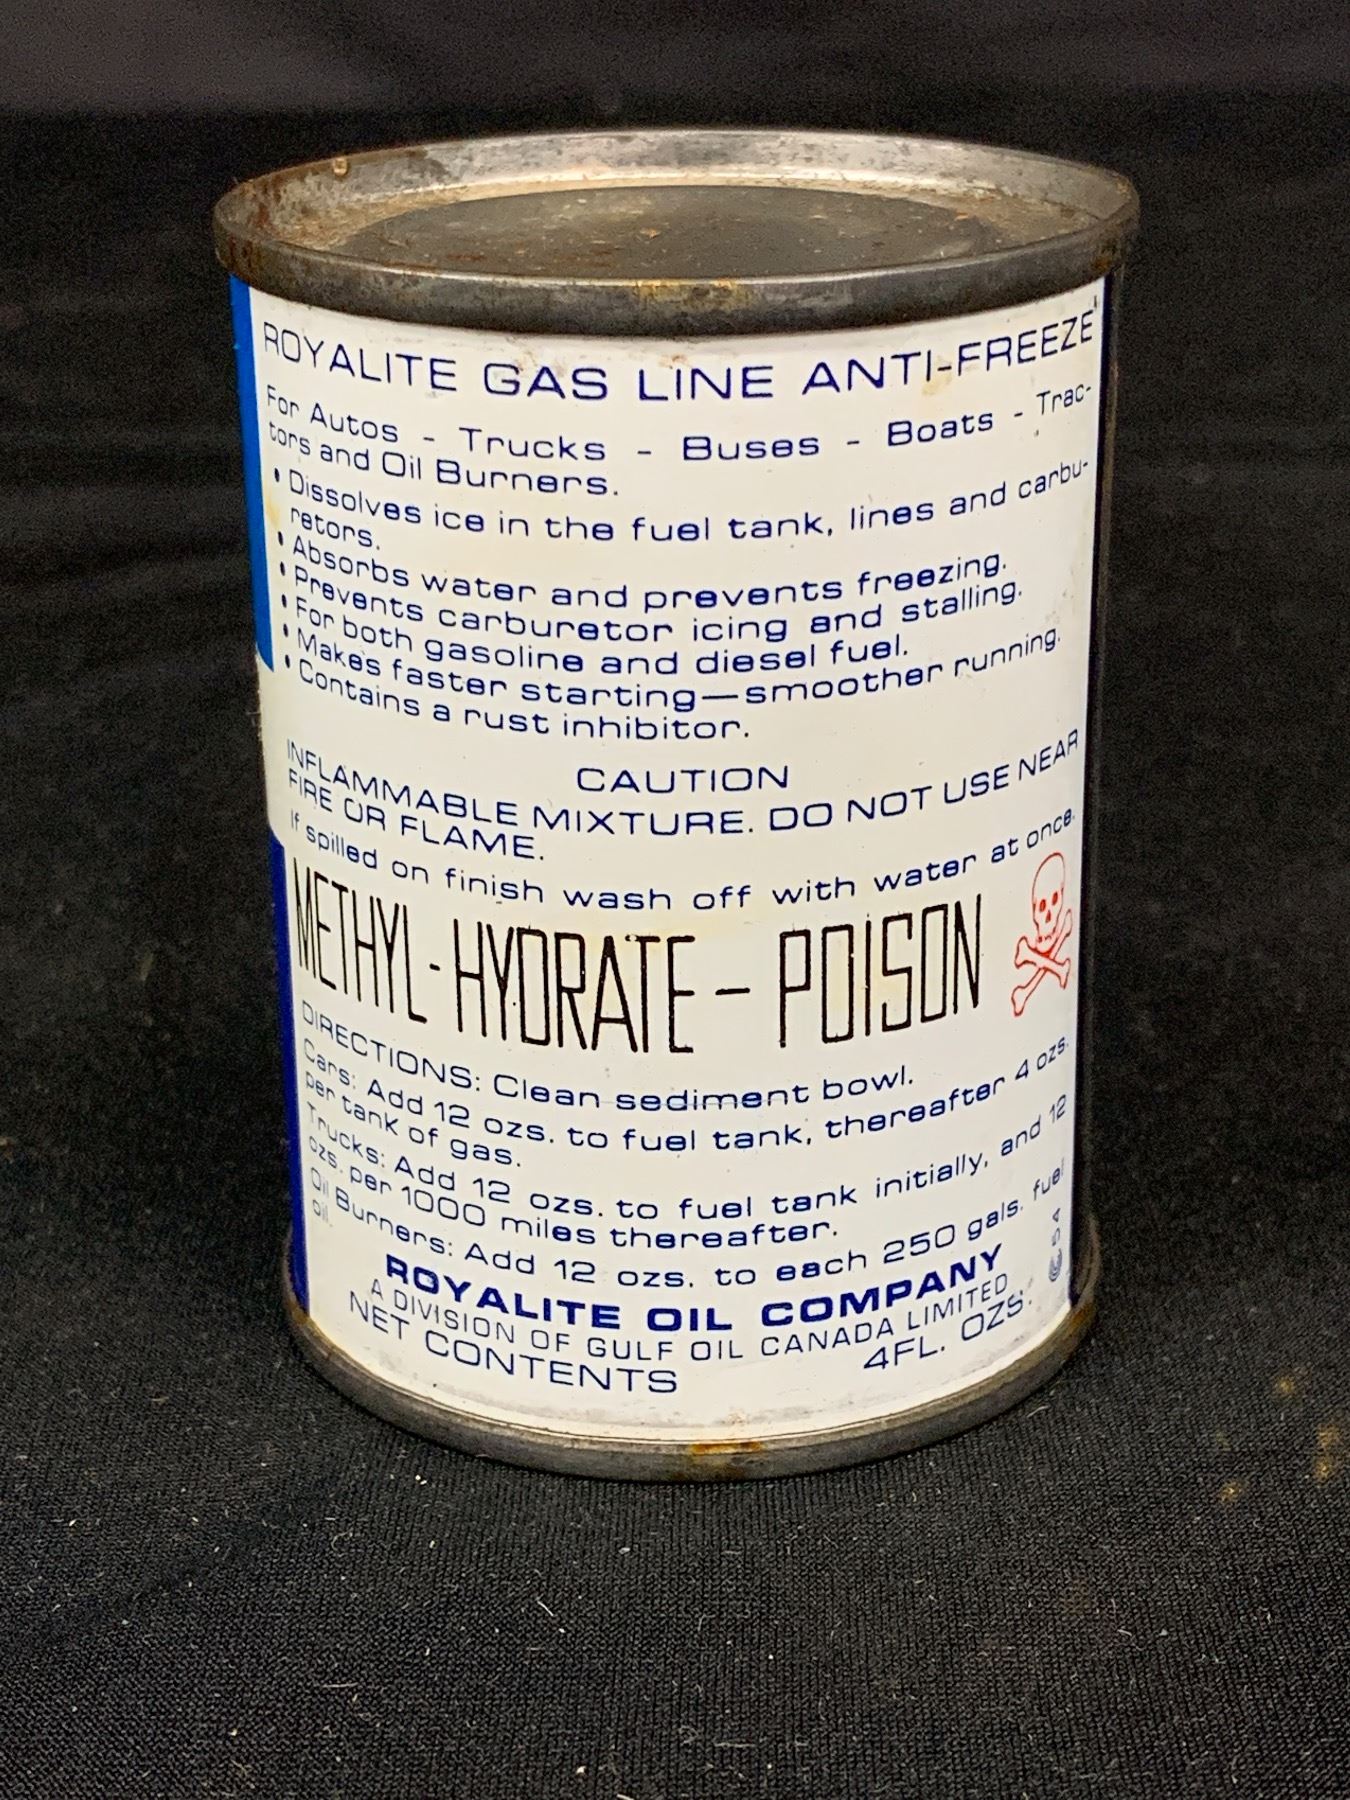 ROYALITE GAS LINE ANTI-FREEZE
For Autos - Trucks - Buses - Boats - Trac-
tors and Oil Burners.
• Dissolves ice in the fuel tank, lines and carbu-
retors.
• Absorbs water and prevents freezing.
• Prevents carburetor icing and stalling.
• For both gasoline and diesel fuel.
• Makes faster starting—smoother running.
• Contains a rust inhibitor.
CAUTION
INFLAMMABLE MIXTURE. DO NOT USE NEAR
FIRE OR FLAME.
If spilled on finish wash off with water at once.
METHYL-HYDRATE - POISON
DIRECTIONS: Clean sediment bowl.
Cars: Add 12 ozs. to fuel tank, thereafter 4 ozs.
per tank of gas.
Trucks: Add 12 ozs. to fuel tank initially, and 12
ozs. per 1000 miles thereafter.
Oil Burners: Add 12 ozs. to each 250 gals. fuel
oil.
ROYALITE OIL COMPANY
A DIVISION OF GULF OIL CANADA LIMITED
NET CONTENTS 4FL. OZS.